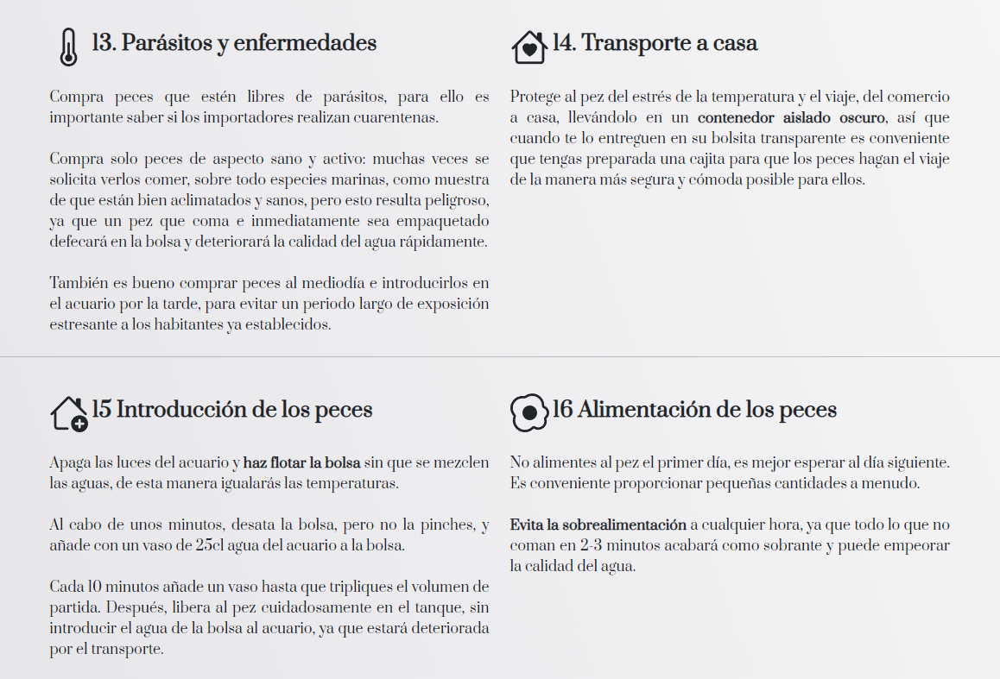 13. Parásitos y enfermedades
Compra peces que estén libres de parásitos, para ello es
importante saber si los importadores realizan cuarentenas.
Compra solo peces de aspecto sano y activo: muchas veces se
solicita verlos comer, sobre todo especies marinas, como muestra
de que están bien aclimatados y sanos, pero esto resulta peligroso,
ya que un pez que coma e inmediatamente sea empaquetado
defecará en la bolsa y deteriorará la calidad del agua rápidamente.
También es bueno comprar peces al mediodía e introducirlos en
el acuario por la tarde, para evitar un periodo largo de exposición
estresante a los habitantes ya establecidos.
14. Transporte a casa
Protege al pez del estrés de la temperatura y el viaje, del comercio
a casa, llevándolo en un contenedor aislado oscuro, así que
cuando te lo entreguen en su bolsita transparente es conveniente
que tengas preparada una cajita para que los peces hagan el viaje
de la manera más segura y cómoda posible para ellos.
15 Introducción de los peces
Apaga las luces del acuario y haz flotar la bolsa sin que se mezclen
las aguas, de esta manera igualarás las temperaturas.
Al cabo de unos minutos, desata la bolsa, pero no la pinches, y
añade con un vaso de 25cl agua del acuario a la bolsa.
Cada 10 minutos añade un vaso hasta que tripliques el volumen de
partida. Después, libera al pez cuidadosamente en el tanque, sin
introducir el agua de la bolsa al acuario, ya que estará deteriorada
por el transporte.
16 Alimentación de los peces
No alimentes al pez el primer día, es mejor esperar al día siguiente.
Es conveniente proporcionar pequeñas cantidades a menudo.
Evita la sobrealimentación a cualquier hora, ya que todo lo que no
coman en 2-3 minutos acabará como sobrante y puede empeorar
la calidad del agua.